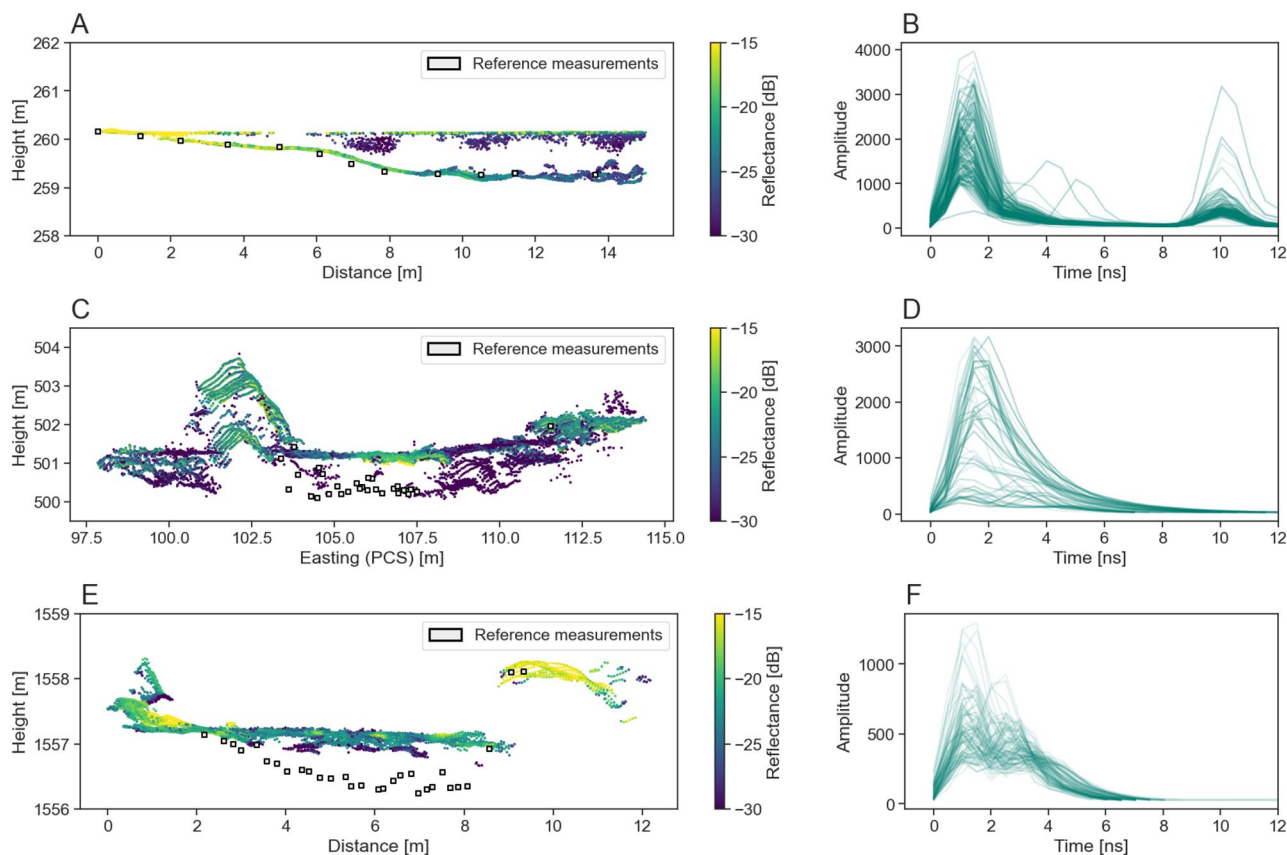 A
262
261
260
259
258
Height [m]
0 2 4 6 8 10 12 14
Distance [m]
Reference measurements
−15
−20
−25
−30
Reflectance [dB]
B
4000
3000
2000
1000
0
Amplitude
0 2 4 6 8 10 12
Time [ns]
C
504
503
502
501
500
Height [m]
97.5 100.0 102.5 105.0 107.5 110.0 112.5 115.0
Easting (PCS) [m]
Reference measurements
−15
−20
−25
−30
Reflectance [dB]
D
3000
2000
1000
0
Amplitude
0 2 4 6 8 10 12
Time [ns]
E
1559
1558
1557
1556
Height [m]
0 2 4 6 8 10 12
Distance [m]
Reference measurements
−15
−20
−25
−30
Reflectance [dB]
F
1000
500
0
Amplitude
0 2 4 6 8 10 12
Time [ns]